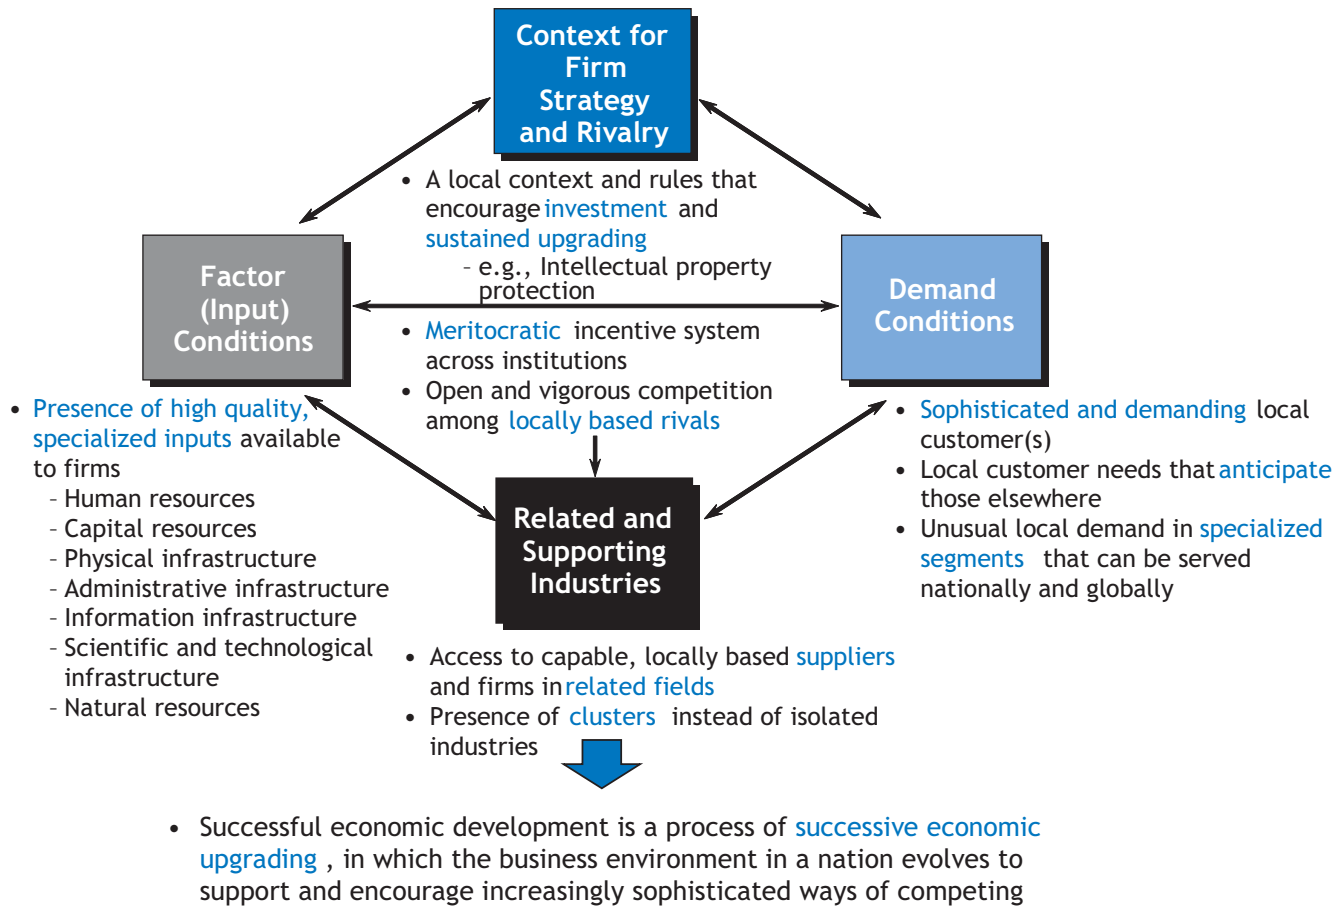 Context for
Firm
Strategy
and Rivalry
• A local context and rules that
encourage investment and
sustained upgrading
– e.g., Intellectual property
protection
• Meritocratic incentive system
across institutions
• Open and vigorous competition
among locally based rivals
Factor
(Input)
Conditions
Demand
Conditions
• Presence of high quality,
specialized inputs available
to firms
– Human resources
– Capital resources
– Physical infrastructure
– Administrative infrastructure
– Information infrastructure
– Scientific and technological
infrastructure
– Natural resources
• Sophisticated and demanding local
customer(s)
• Local customer needs that anticipate
those elsewhere
• Unusual local demand in specialized
segments that can be served
nationally and globally
Related and
Supporting
Industries
• Access to capable, locally based suppliers
and firms in related fields
• Presence of clusters instead of isolated
industries
• Successful economic development is a process of successive economic
upgrading , in which the business environment in a nation evolves to
support and encourage increasingly sophisticated ways of competing